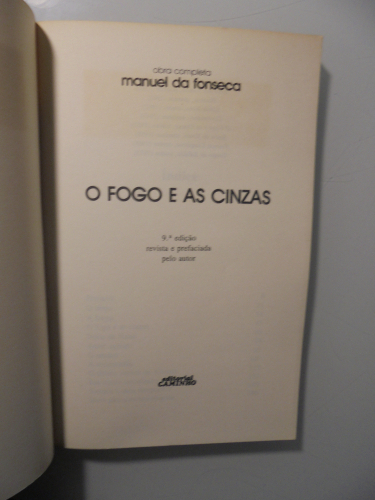 obra completa
manuel da fonseca
O FOGO E AS CINZAS
9.ª edição
revista e prefaciada
pelo autor
editorial
CAMINHO